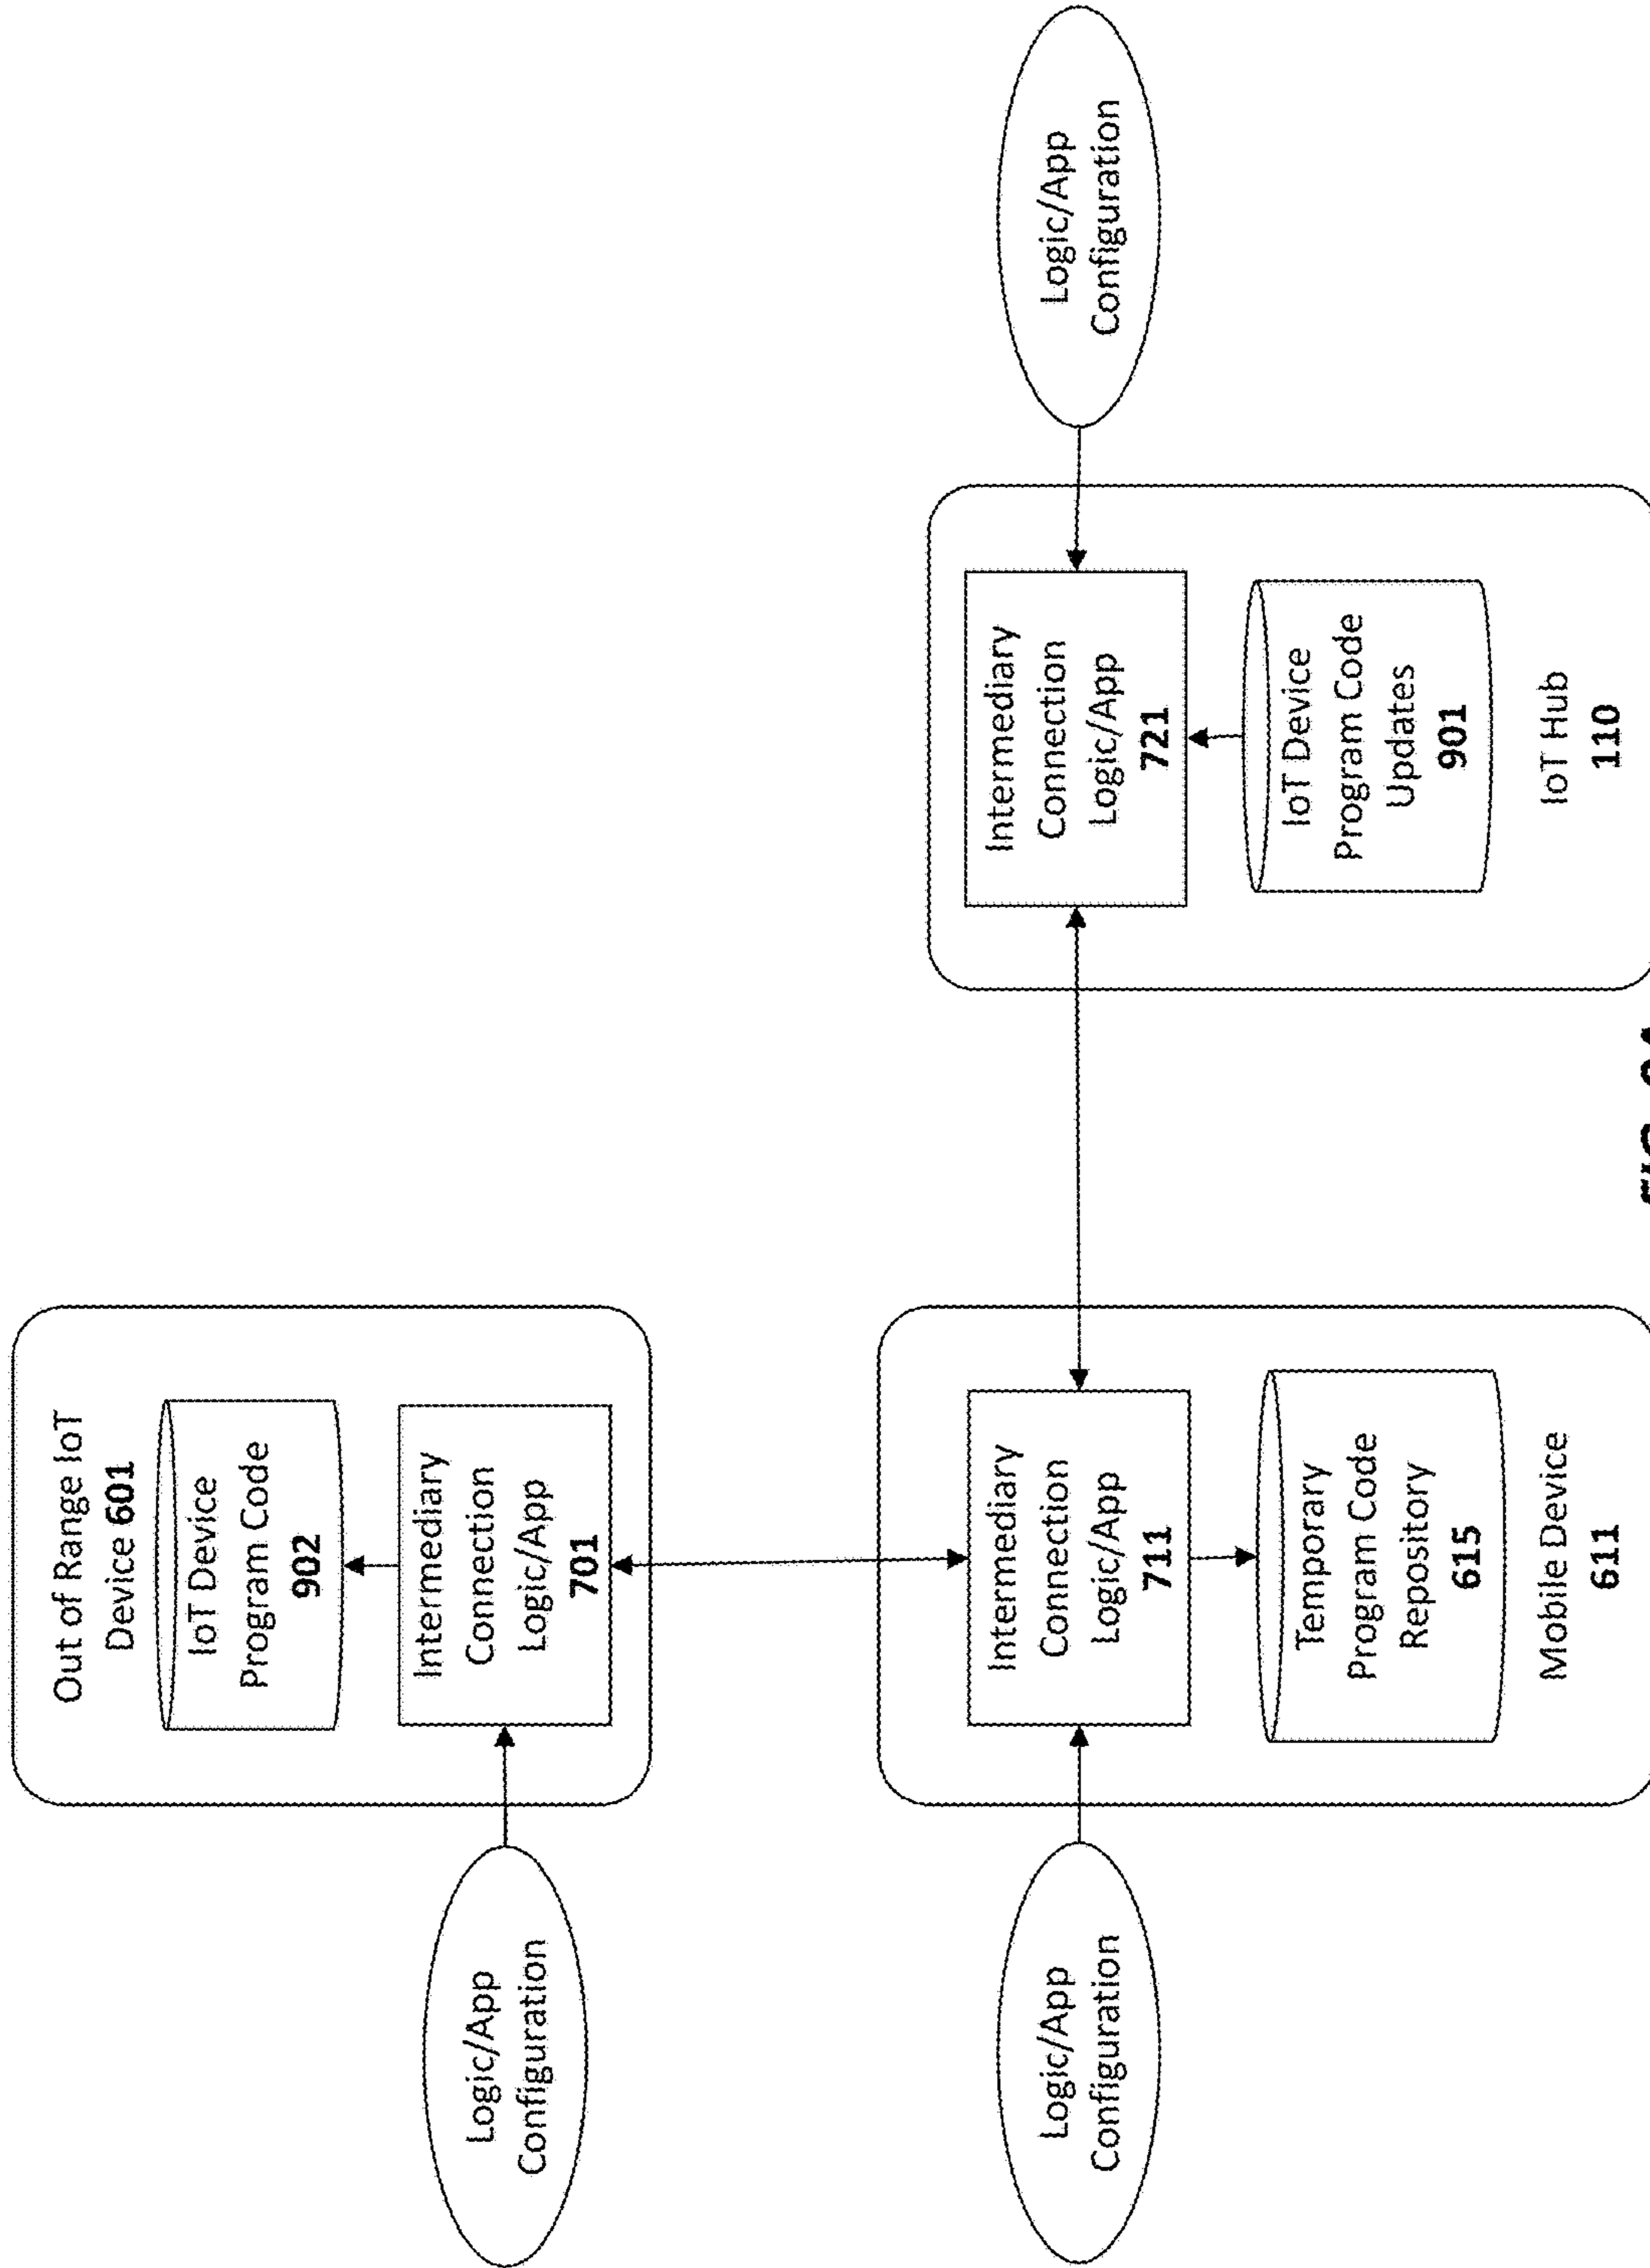 Out of Range IoT
Device 601
IoT Device
Program Code
902
Logic/App
Configuration
Intermediary
Connection
Logic/App
701
Logic/App
Configuration
Intermediary
Connection
Logic/App
711
Temporary
Program Code
Repository
615
Mobile Device
611
Intermediary
Connection
Logic/App
721
Logic/App
Configuration
IoT Device
Program Code
Updates
901
IoT Hub
110